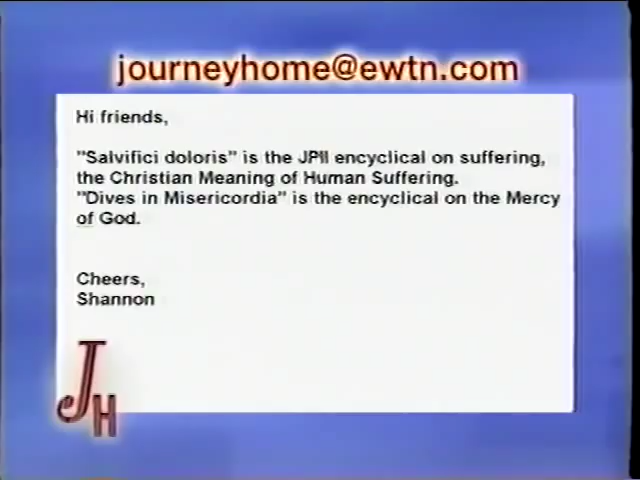 journeyhome@ewtn.com
Hi friends,
"Salvifici doloris" is the JPII encyclical on suffering,
the Christian Meaning of Human Suffering.
"Dives in Misericordia" is the encyclical on the Mercy
of God.
Cheers,
Shannon
JH